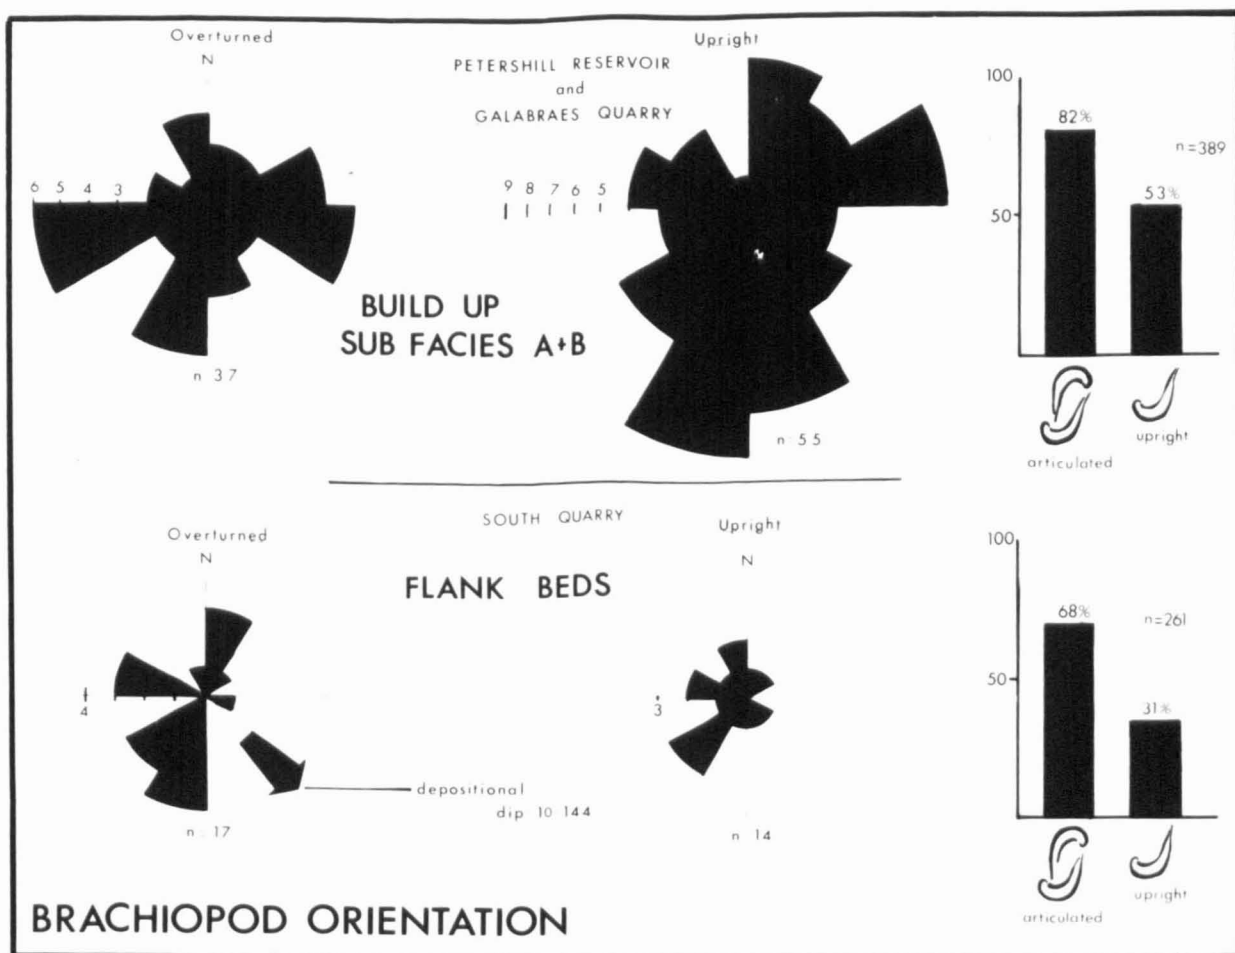 Overturned
N
6 5 4 3
n 37
PETERSHILL RESERVOIR
and
GALABRAES QUARRY
Upright
9 8 7 6 5
n 55
BUILD UP
SUB FACIES A+B
100
82%
n=389
53%
50
articulated
upright
SOUTH QUARRY
Overturned
N
4
n 17
Upright
N
3
n 14
FLANK BEDS
depositional
dip 10 144
100
68%
n=261
50
31%
articulated
upright
BRACHIOPOD ORIENTATION